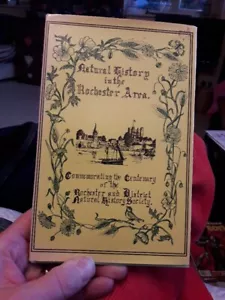 Natural History
in the
Rochester Area.
Commemorating the Centenary
of the
Rochester and District
Natural History Society.